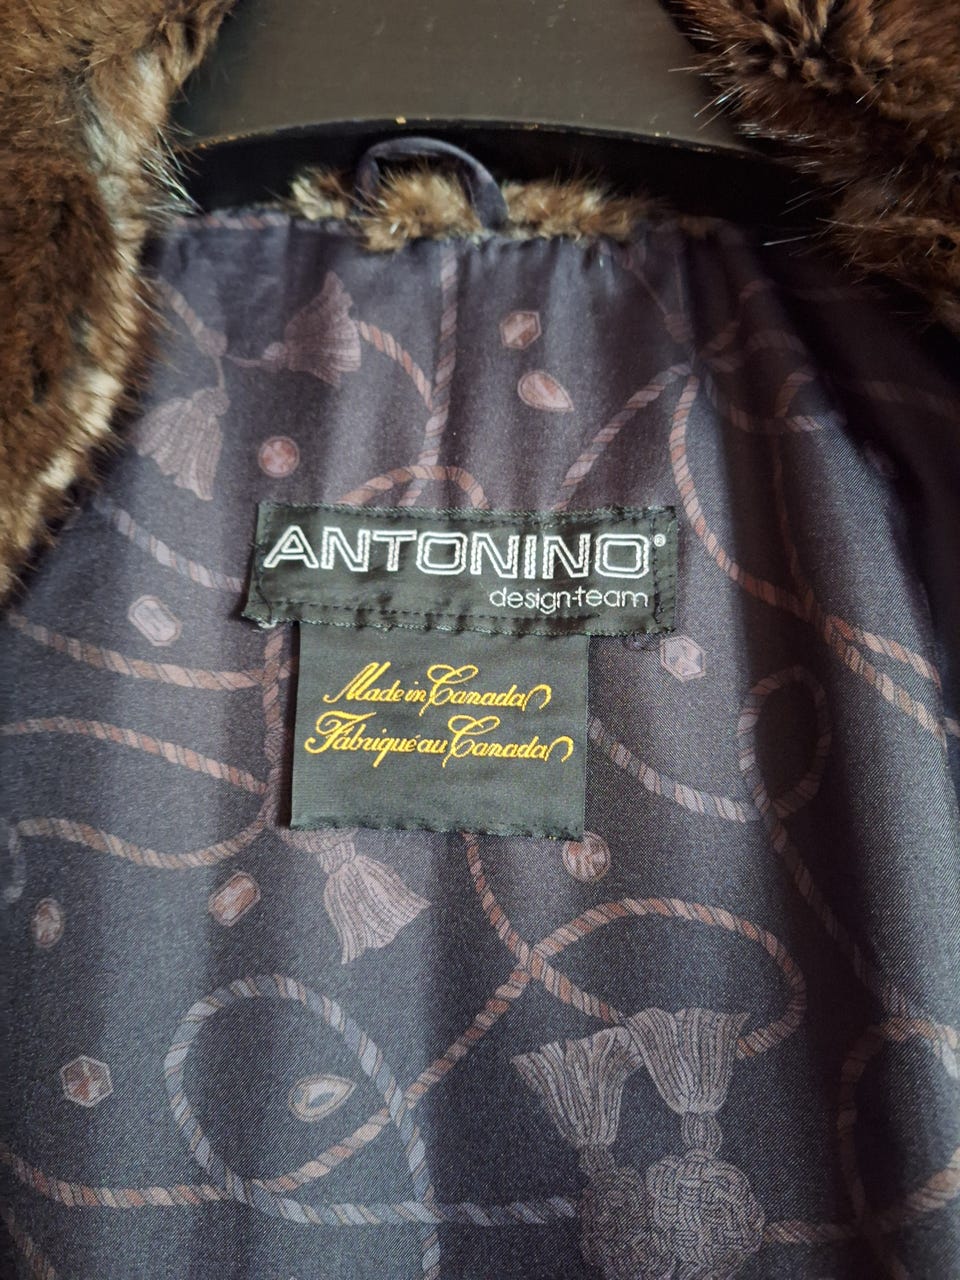 ANTONINO®
design-team
Made in Canada
Fabriqué au Canada